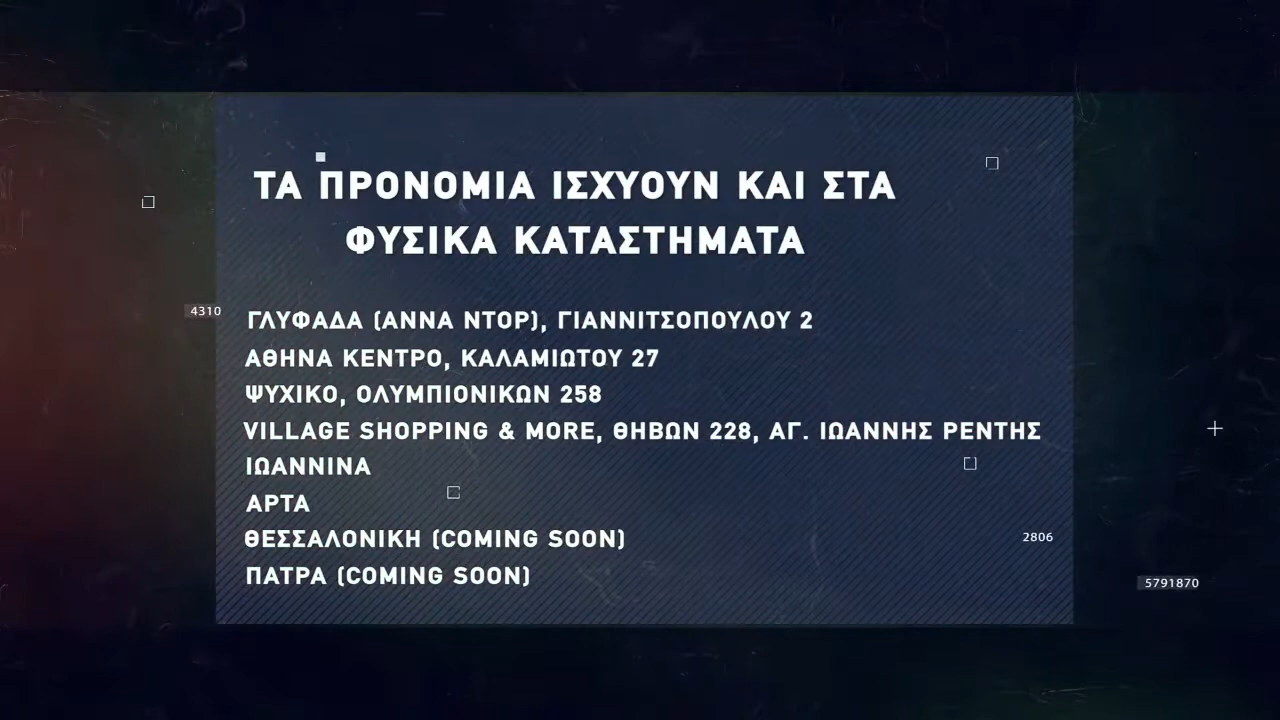 ΤΑ ΠΡΟΝΟΜΙΑ ΙΣΧΥΟΥΝ ΚΑΙ ΣΤΑ
ΦΥΣΙΚΑ ΚΑΤΑΣΤΗΜΑΤΑ
4310
ΓΛΥΦΑΔΑ (ΑΝΝΑ ΝΤΟΡ), ΓΙΑΝΝΙΤΣΟΠΟΥΛΟΥ 2
ΑΘΗΝΑ ΚΕΝΤΡΟ, ΚΑΛΑΜΙΩΤΟΥ 27
ΨΥΧΙΚΟ, ΟΛΥΜΠΙΟΝΙΚΩΝ 258
VILLAGE SHOPPING & MORE, ΘΗΒΩΝ 228, ΑΓ. ΙΩΑΝΝΗΣ ΡΕΝΤΗΣ
ΙΩΑΝΝΙΝΑ
ΑΡΤΑ
ΘΕΣΣΑΛΟΝΙΚΗ (COMING SOON)
2806
ΠΑΤΡΑ (COMING SOON)
5791870